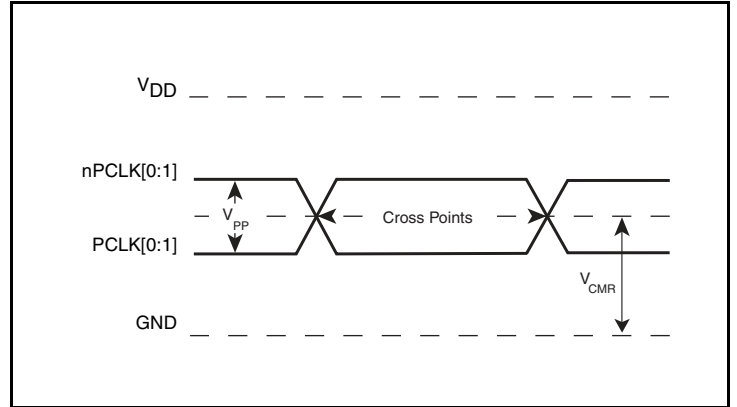 VDD
nPCLK[0:1]
VPP
Cross Points
PCLK[0:1]
VCMR
GND